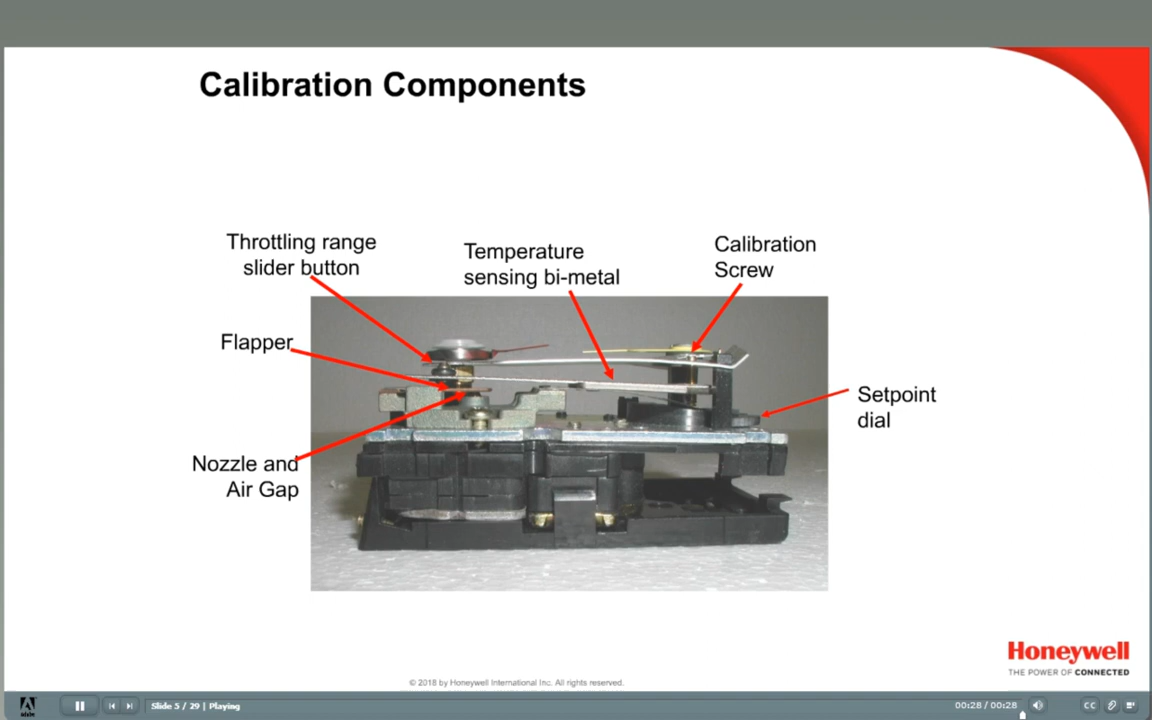 Calibration Components
Throttling range
slider button
Temperature
sensing bi-metal
Calibration
Screw
Flapper
Setpoint
dial
Nozzle and
Air Gap
Honeywell
THE POWER OF CONNECTED
© 2018 by Honeywell International Inc. All rights reserved.
Adobe
Slide 5 / 29 | Playing
00:28 / 00:28
CC